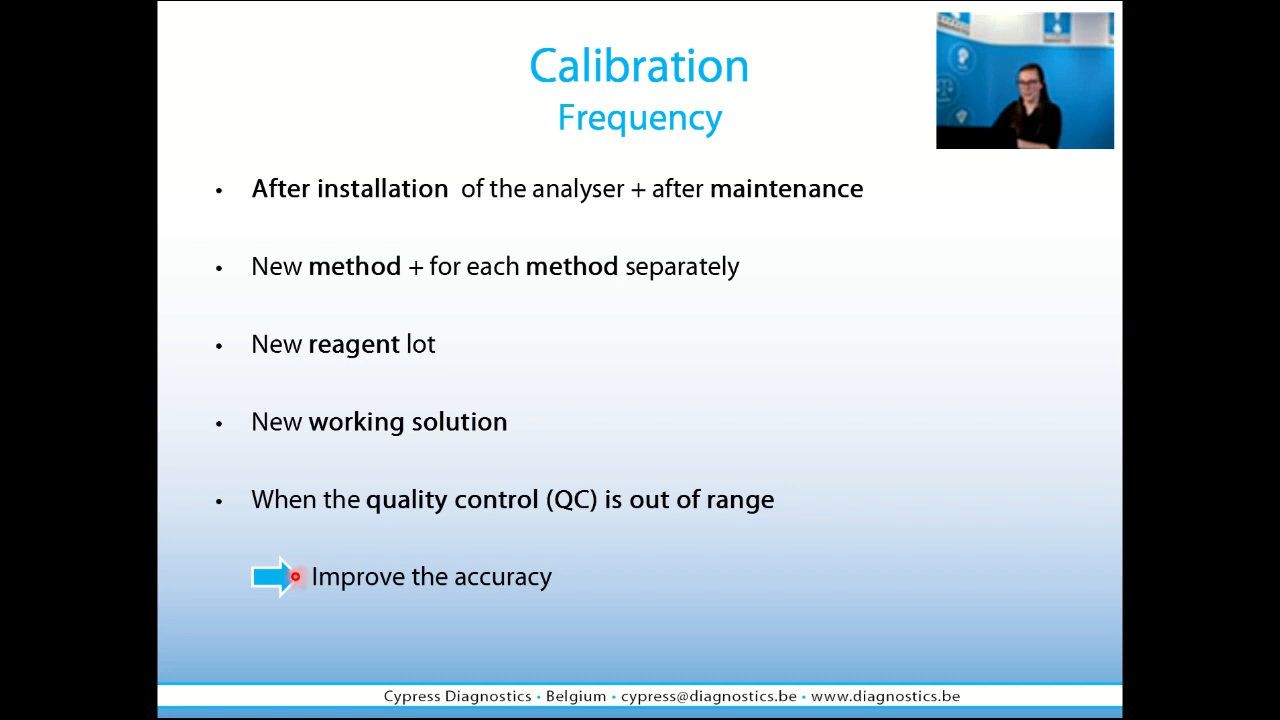 Calibration
Frequency
• After installation of the analyser + after maintenance
• New method + for each method separately
• New reagent lot
• New working solution
• When the quality control (QC) is out of range
Improve the accuracy
Cypress Diagnostics • Belgium • cypress@diagnostics.be • www.diagnostics.be